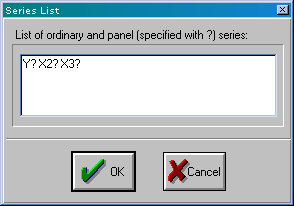 Series List
List of ordinary and panel (specified with ?) series:
Y? X2? X3?
OK
Cancel